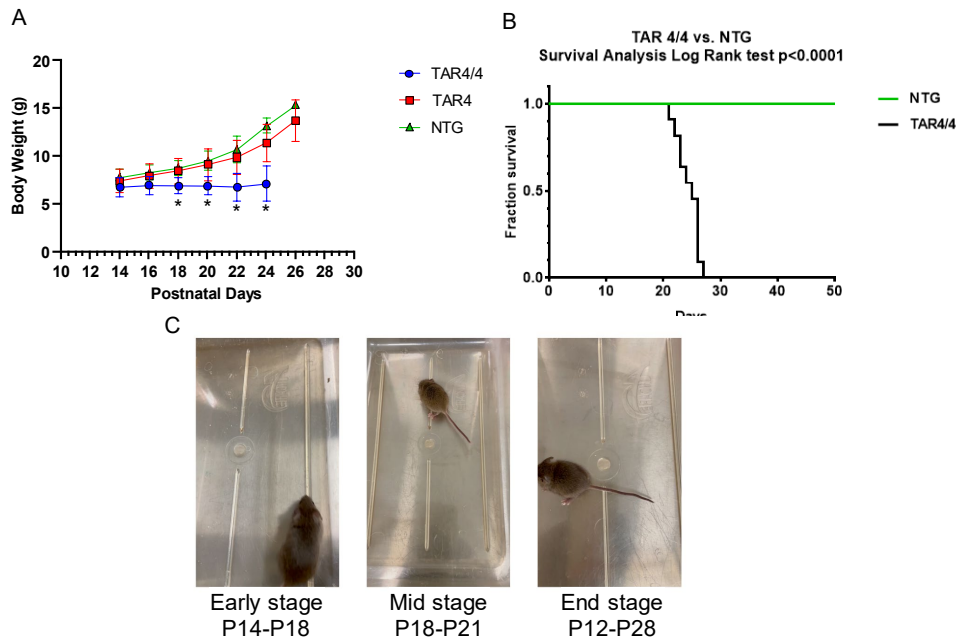 A
20
15
10
5
0
Body Weight (g)
10 12 14 16 18 20 22 24 26 28 30
Postnatal Days
* * * *
TAR4/4
TAR4
NTG
B
TAR 4/4 vs. NTG
Survival Analysis Log Rank test p<0.0001
1.0
0.5
0.0
Fraction survival
0 10 20 30 40 50
Days
NTG
TAR4/4
C
Early stage
P14-P18
Mid stage
P18-P21
End stage
P12-P28